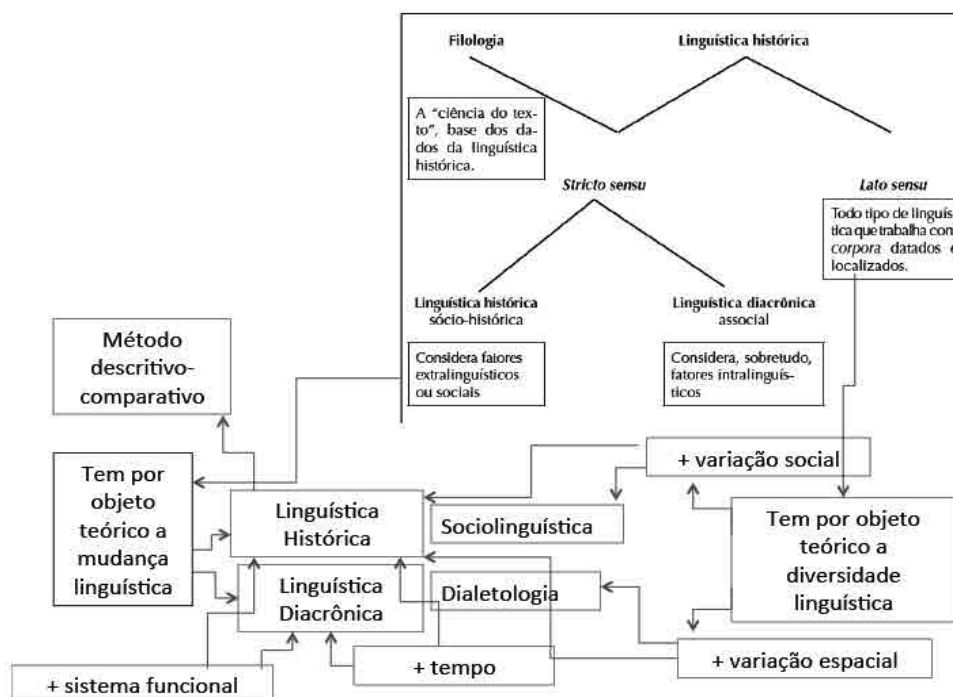 Filologia
Linguística histórica
A “ciência do tex-
to”, base dos da-
dos da linguística
histórica.
Stricto sensu
Lato sensu
Todo tipo de linguís
tica que trabalha com
corpora datados e
localizados.
Linguística histórica
sócio-histórica
Linguística diacrônica
associal
Considera fatores
extralinguísticos
ou sociais
Considera, sobretudo,
fatores intralinguís-
ticos
Método
descritivo-
comparativo
Tem por
objeto
teórico a
mudança
linguística
Linguística
Histórica
+ variação social
Sociolinguística
Tem por objeto
teórico a
diversidade
linguística
Linguística
Diacrônica
Dialetologia
+ tempo
+ variação espacial
+ sistema funcional